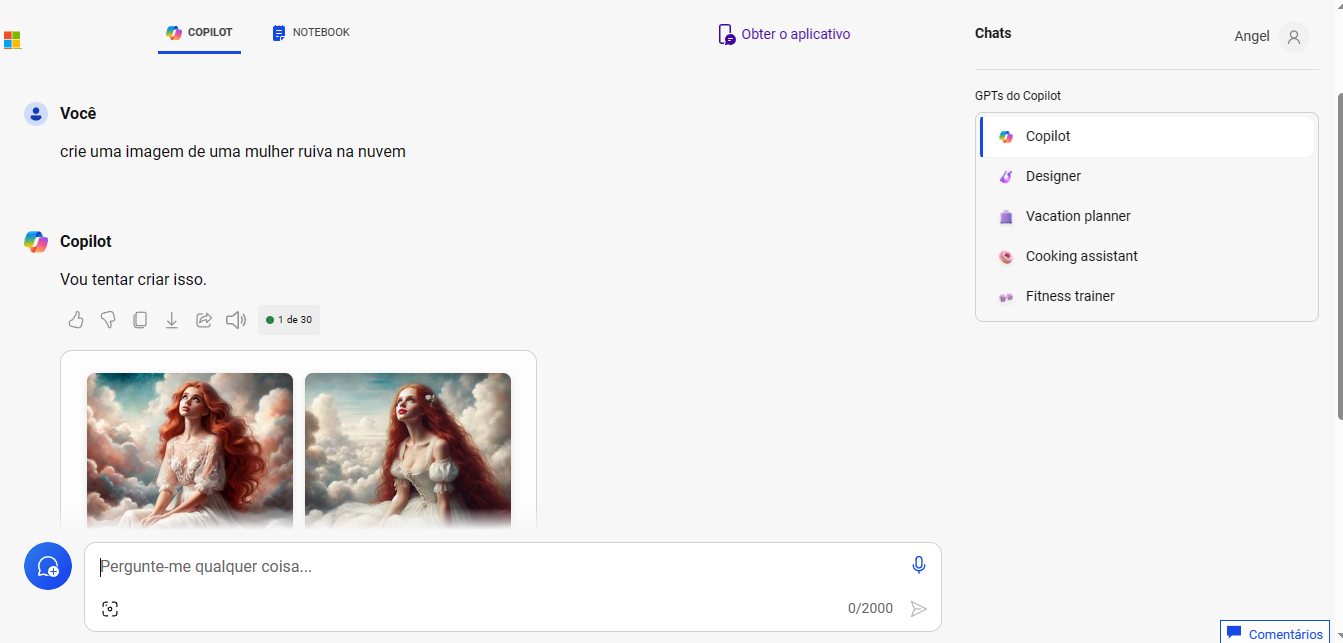 COPILOT
NOTEBOOK
Obter o aplicativo
Chats
Angel
GPTs do Copilot
Copilot
Designer
Vacation planner
Cooking assistant
Fitness trainer
Você
crie uma imagem de uma mulher ruiva na nuvem
Copilot
Vou tentar criar isso.
1 de 30
Pergunte-me qualquer coisa...
0/2000
Comentários